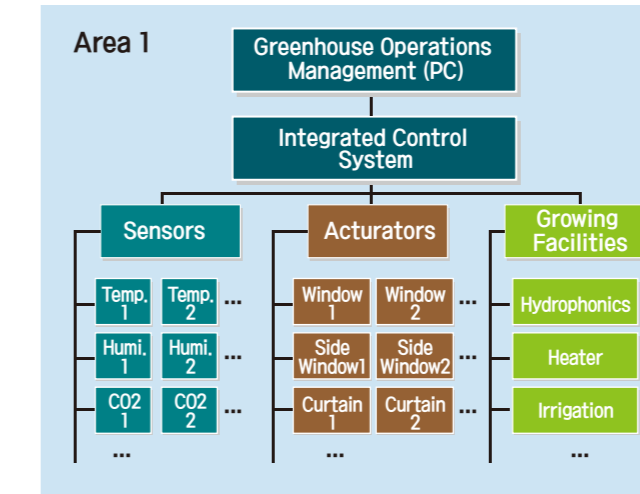 Area 1
Greenhouse Operations
Management (PC)
Integrated Control
System
Sensors
Acturators
Growing
Facilities
Temp.
1
Temp.
2
...
Window
1
Window
2
...
Hydrophonics
Humi.
1
Humi.
2
...
Side
Window1
Side
Window2
...
Heater
CO2
1
CO2
2
...
Curtain
1
Curtain
2
...
Irrigation
...
...
...